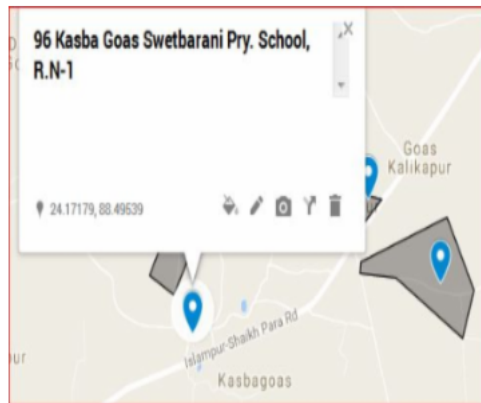 96 Kasba Goas Swetbarani Pry. School,
R.N-1
24.17179, 88.49539
Goas
Kalikapur
Islampur-Shaikh Para Rd
Kasbagoas